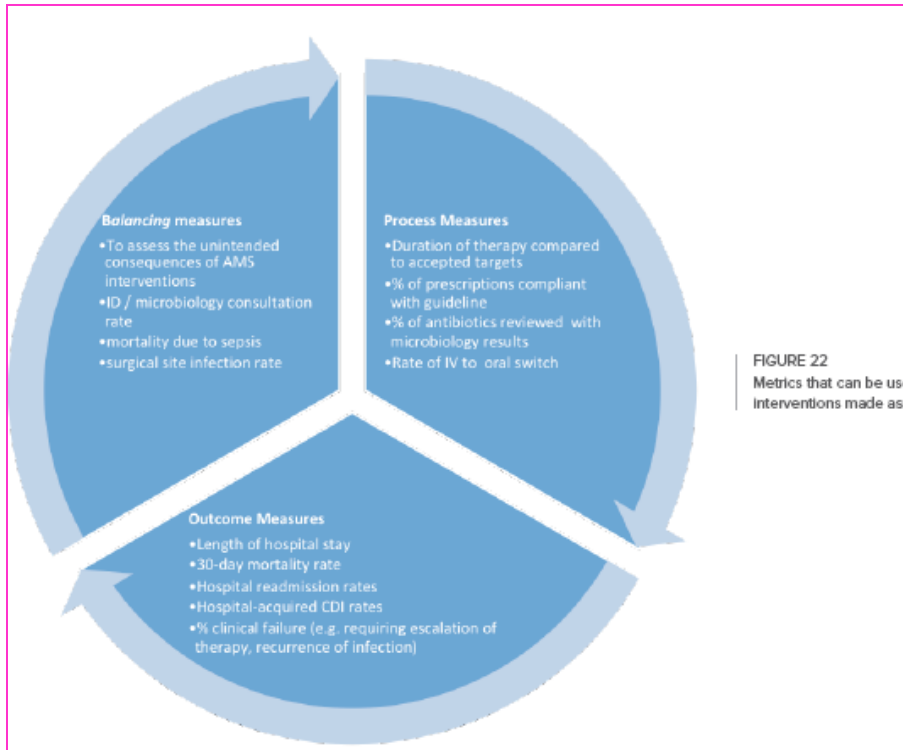 Balancing measures
•To assess the unintended
consequences of AMS
interventions
•ID / microbiology consultation
rate
•mortality due to sepsis
•surgical site infection rate
Process Measures
•Duration of therapy compared
to accepted targets
•% of prescriptions compliant
with guideline
•% of antibiotics reviewed with
microbiology results
•Rate of IV to oral switch
Outcome Measures
•Length of hospital stay
•30-day mortality rate
•Hospital readmission rates
•Hospital-acquired CDI rates
•% clinical failure (e.g. requiring escalation of
therapy, recurrence of infection)
FIGURE 22
Metrics that can be
interventions made